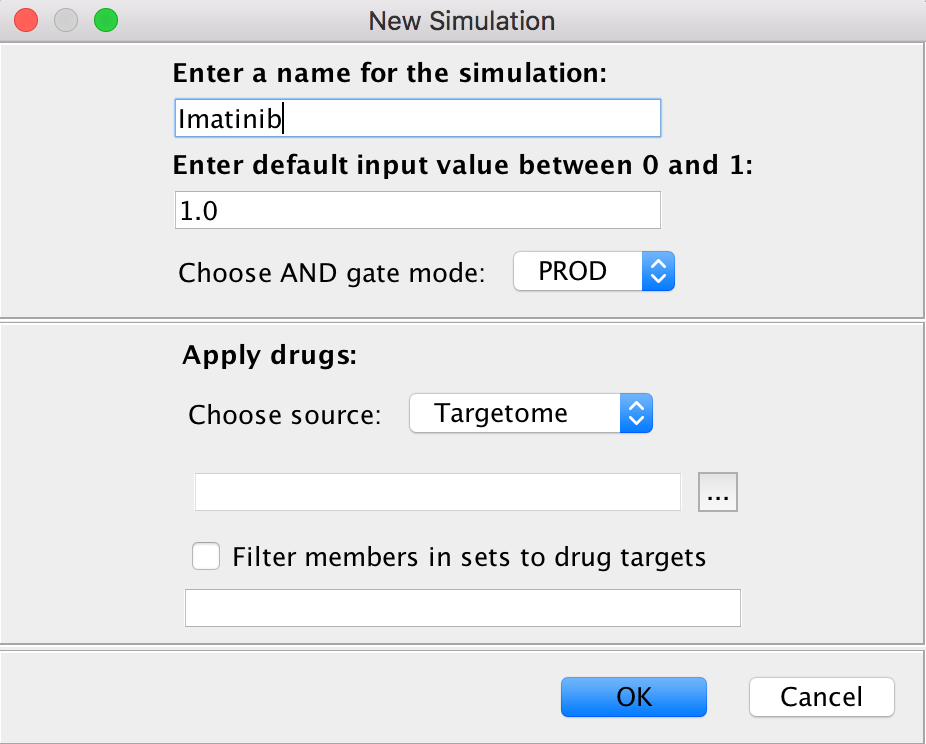 New Simulation
Enter a name for the simulation:
Imatinib
Enter default input value between 0 and 1:
1.0
Choose AND gate mode: PROD
Apply drugs:
Choose source: Targetome
...
Filter members in sets to drug targets
OK Cancel